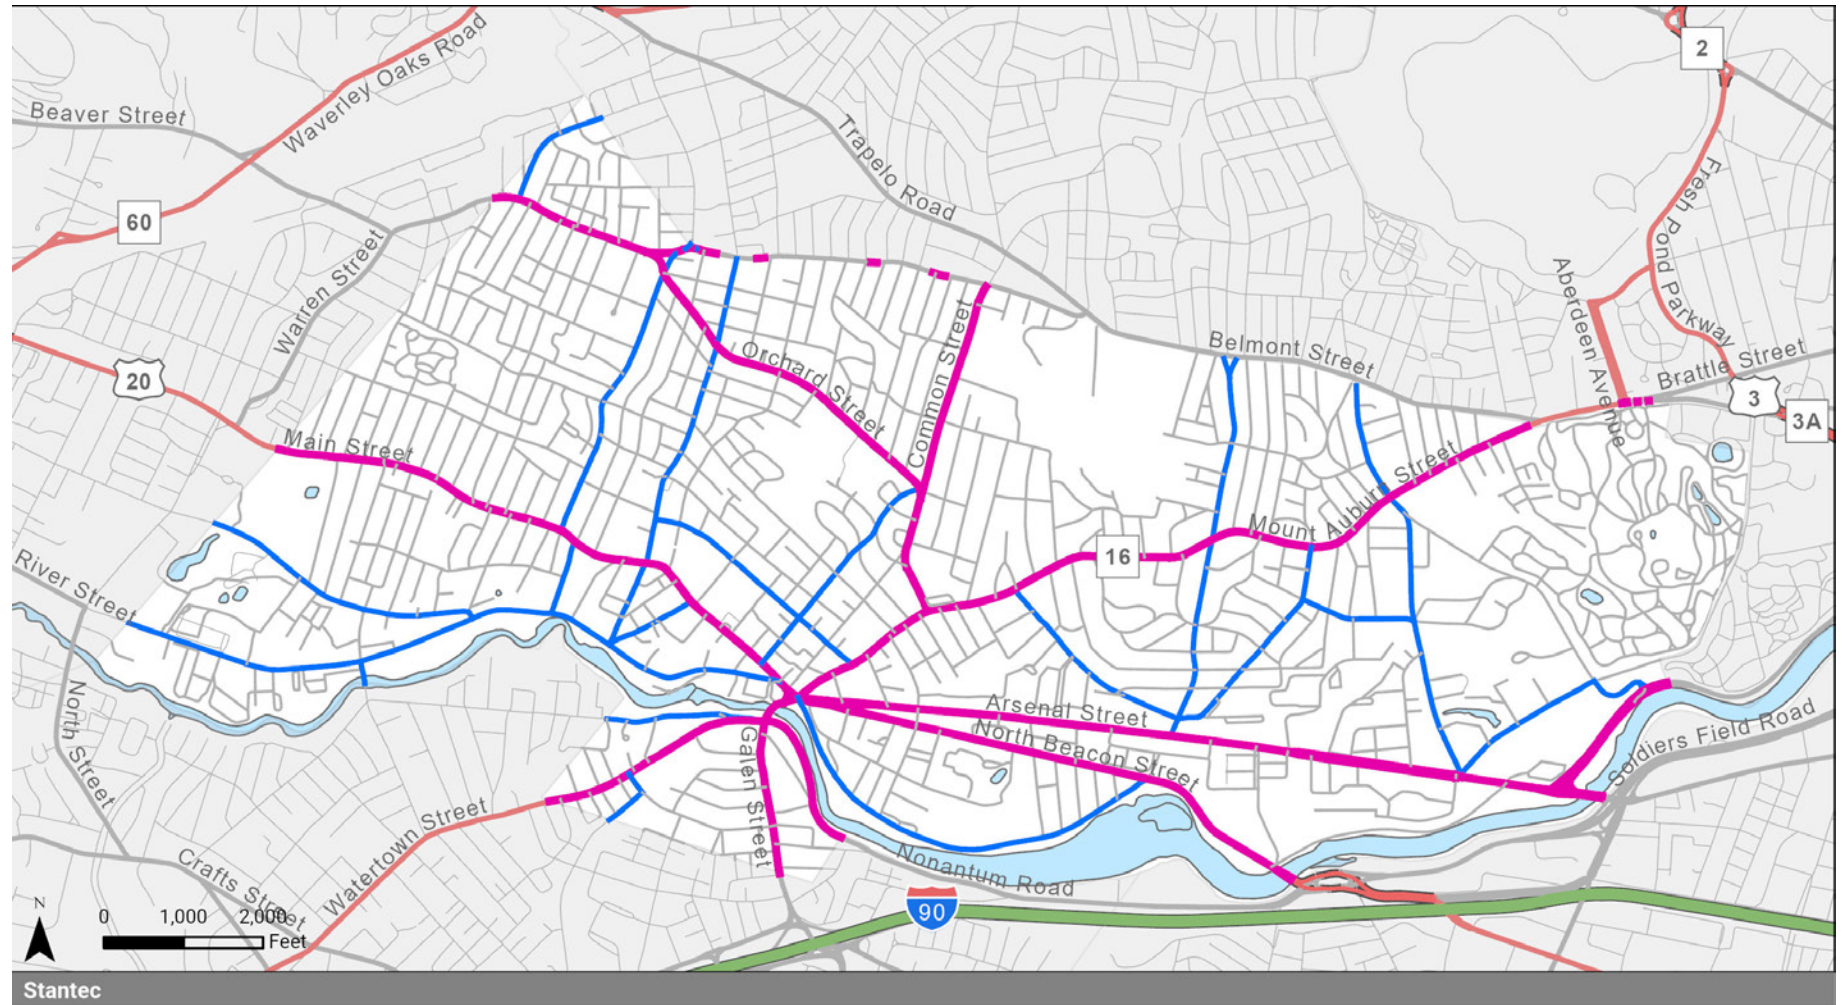 2
Waverley Oaks Road
Beaver Street
Trapelo Road
Fresh Pond Parkway
60
Warren Street
Aberdeen Avenue
Belmont Street
Brattle Street
Common Street
Orchard Street
20
3
3A
Main Street
Mount Auburn Street
16
River Street
Arsenal Street
North Beacon Street
Soldiers Field Road
North Street
Galen Street
Watertown Street
Crafts Street
Nonantum Road
90
N
0 1,000 2,000
Feet
Stantec